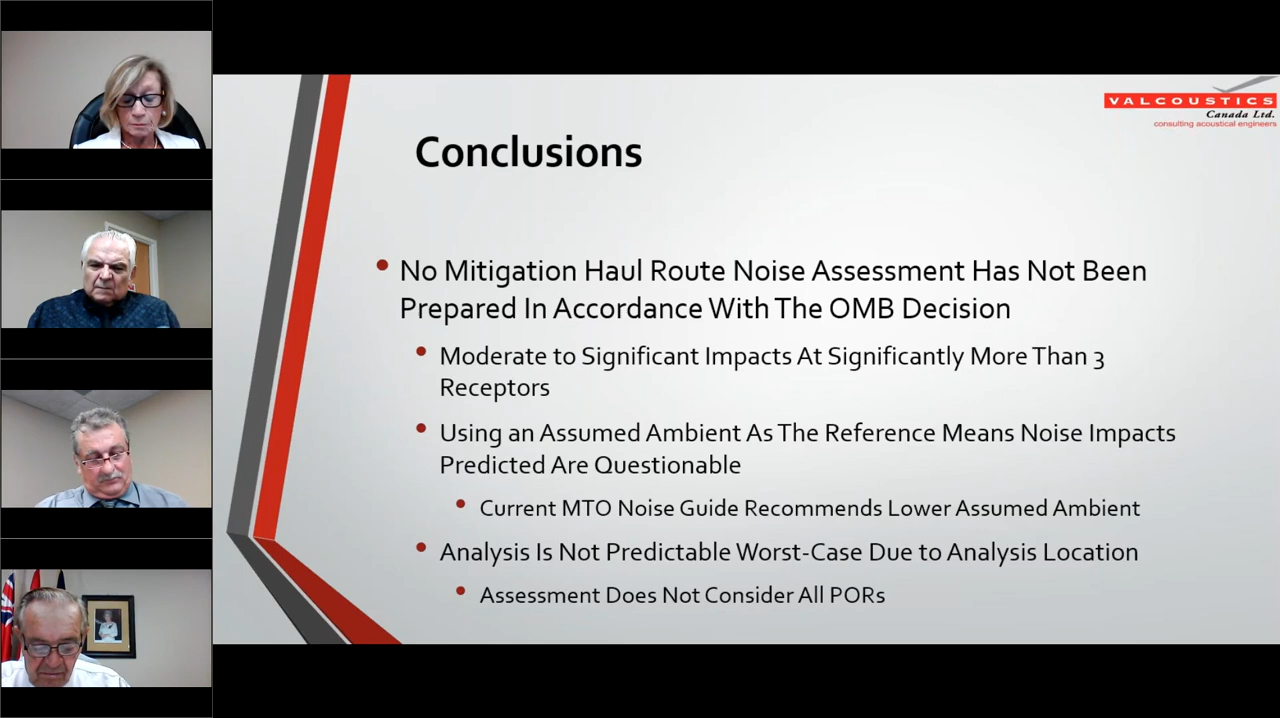 VALCOUSTICS
Canada Ltd.
consulting acoustical engineers
Conclusions
No Mitigation Haul Route Noise Assessment Has Not Been
Prepared In Accordance With The OMB Decision
Moderate to Significant Impacts At Significantly More Than 3
Receptors
Using an Assumed Ambient As The Reference Means Noise Impacts
Predicted Are Questionable
Current MTO Noise Guide Recommends Lower Assumed Ambient
Analysis Is Not Predictable Worst-Case Due to Analysis Location
Assessment Does Not Consider All PORs